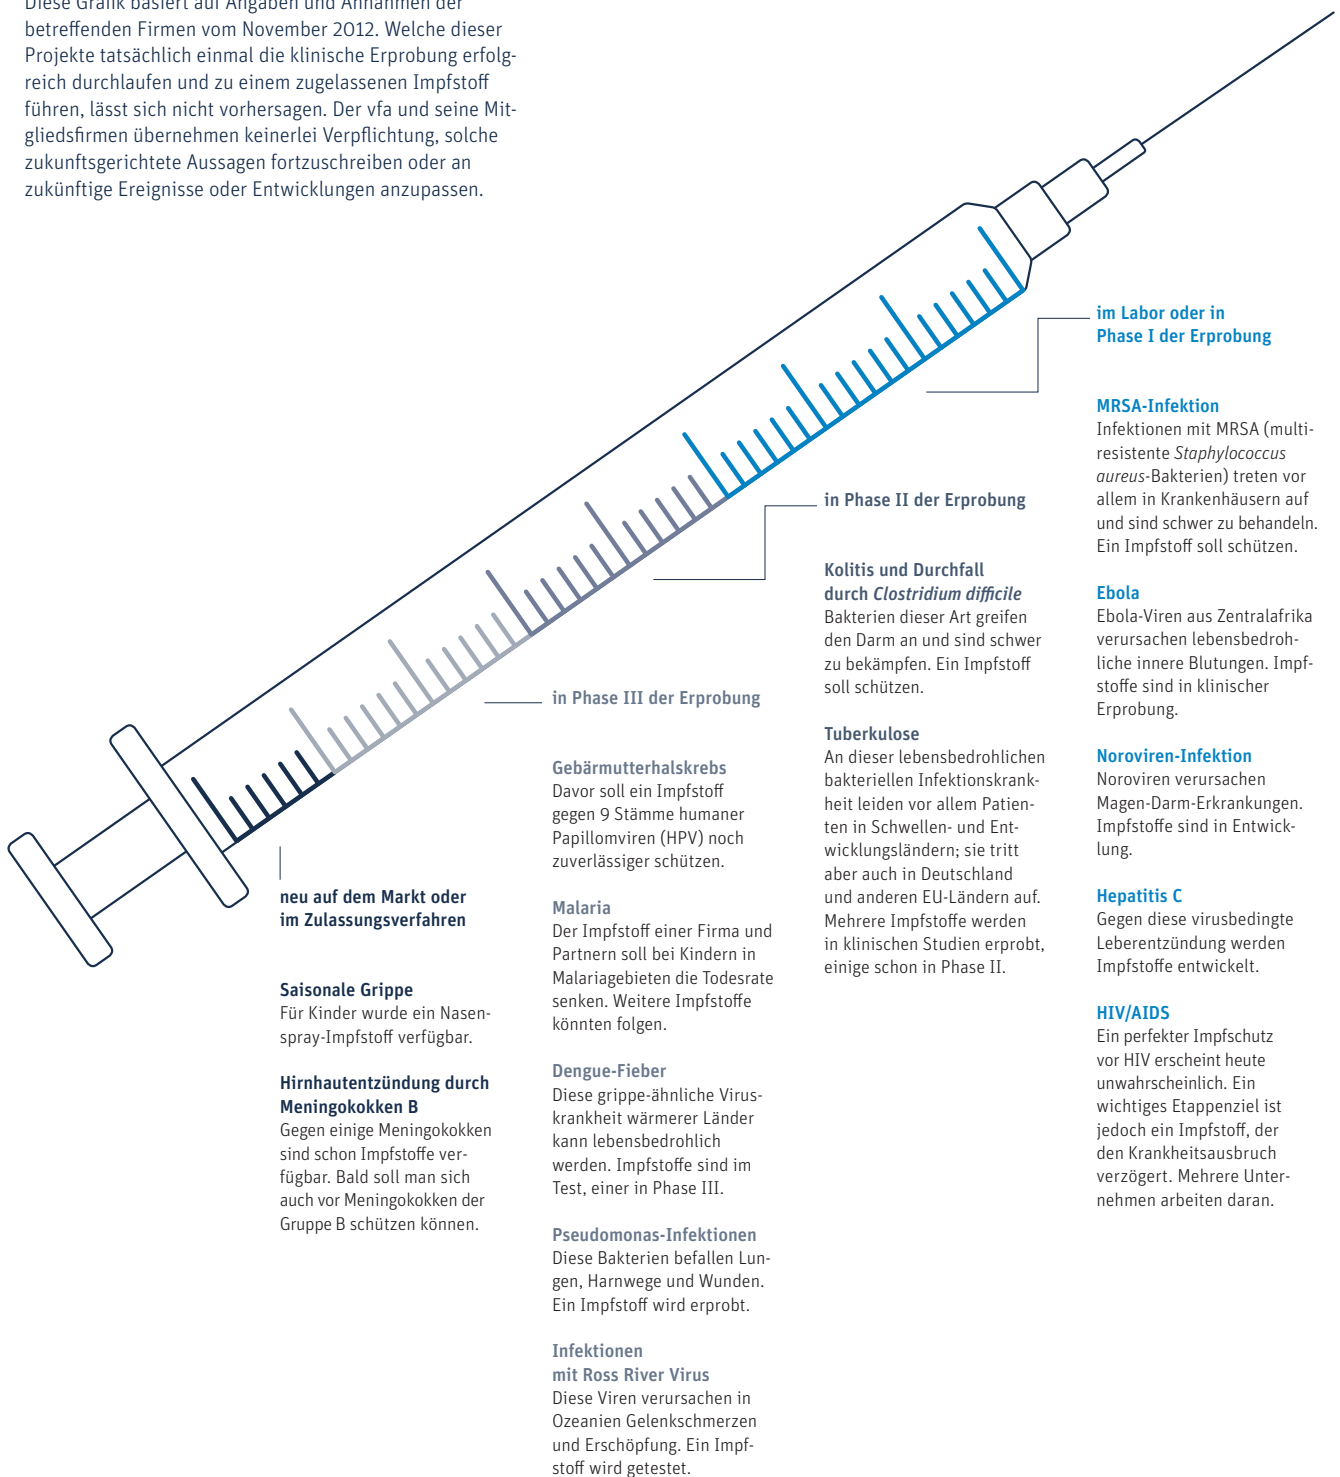 Diese Grafik basiert auf Angaben und Annahmen der
betreffenden Firmen vom November 2012. Welche dieser
Projekte tatsächlich einmal die klinische Erprobung erfolg-
reich durchlaufen und zu einem zugelassenen Impfstoff
führen, lässt sich nicht vorhersagen. Der vfa und seine Mit-
gliedsfirmen übernehmen keinerlei Verpflichtung, solche
zukunftsgerichtete Aussagen fortzuschreiben oder an
zukünftige Ereignisse oder Entwicklungen anzupassen.
neu auf dem Markt oder
im Zulassungsverfahren
Saisonale Grippe
Für Kinder wurde ein Nasen-
spray-Impfstoff verfügbar.
Hirnhautentzündung durch
Meningokokken B
Gegen einige Meningokokken
sind schon Impfstoffe ver-
fügbar. Bald soll man sich
auch vor Meningokokken der
Gruppe B schützen können.
in Phase III der Erprobung
Gebärmutterhalskrebs
Davor soll ein Impfstoff
gegen 9 Stämme humaner
Papillomviren (HPV) noch
zuverlässiger schützen.
Malaria
Der Impfstoff einer Firma und
Partnern soll bei Kindern in
Malariagebieten die Todesrate
senken. Weitere Impfstoffe
könnten folgen.
Dengue-Fieber
Diese grippe-ähnliche Virus-
krankheit wärmerer Länder
kann lebensbedrohlich
werden. Impfstoffe sind im
Test, einer in Phase III.
Pseudomonas-Infektionen
Diese Bakterien befallen Lun-
gen, Harnwege und Wunden.
Ein Impfstoff wird erprobt.
Infektionen
mit Ross River Virus
Diese Viren verursachen in
Ozeanien Gelenkschmerzen
und Erschöpfung. Ein Impf-
stoff wird getestet.
in Phase II der Erprobung
Kolitis und Durchfall
durch Clostridium difficile
Bakterien dieser Art greifen
den Darm an und sind schwer
zu bekämpfen. Ein Impfstoff
soll schützen.
Tuberkulose
An dieser lebensbedrohlichen
bakteriellen Infektionskrank-
heit leiden vor allem Patien-
ten in Schwellen- und Ent-
wicklungsländern; sie tritt
aber auch in Deutschland
und anderen EU-Ländern auf.
Mehrere Impfstoffe werden
in klinischen Studien erprobt,
einige schon in Phase II.
im Labor oder in
Phase I der Erprobung
MRSA-Infektion
Infektionen mit MRSA (multi-
resistente Staphylococcus
aureus-Bakterien) treten vor
allem in Krankenhäusern auf
und sind schwer zu behandeln.
Ein Impfstoff soll schützen.
Ebola
Ebola-Viren aus Zentralafrika
verursachen lebensbedroh-
liche innere Blutungen. Impf-
stoffe sind in klinischer
Erprobung.
Noroviren-Infektion
Noroviren verursachen
Magen-Darm-Erkrankungen.
Impfstoffe sind in Entwick-
lung.
Hepatitis C
Gegen diese virusbedingte
Leberentzündung werden
Impfstoffe entwickelt.
HIV/AIDS
Ein perfekter Impfschutz
vor HIV erscheint heute
unwahrscheinlich. Ein
wichtiges Etappenziel ist
jedoch ein Impfstoff, der
den Krankheitsausbruch
verzögert. Mehrere Unter-
nehmen arbeiten daran.